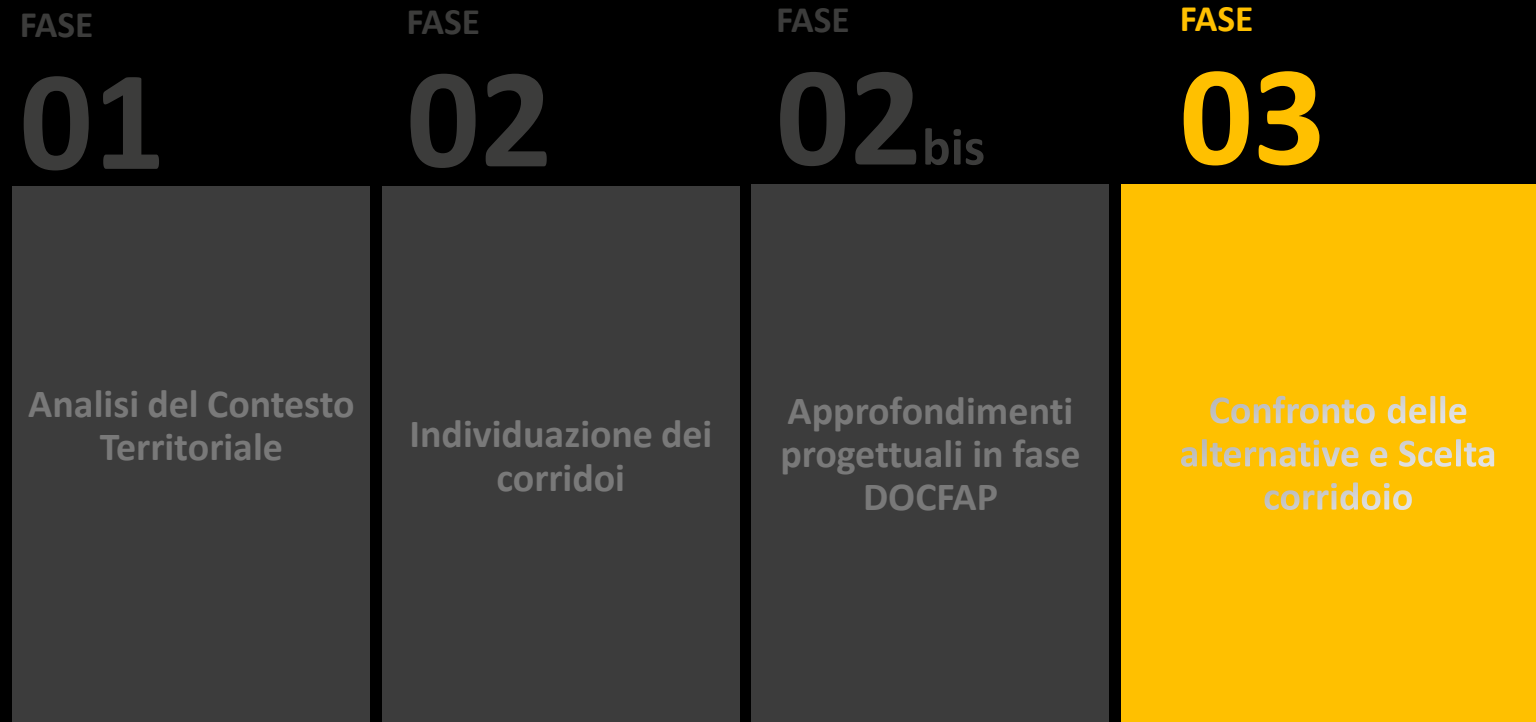 FASE
01
Analisi del Contesto
Territoriale
FASE
02
Individuazione dei
corridoi
FASE
02bis
Approfondimenti
progettuali in fase
DOCFAP
FASE
03
Confronto delle
alternative e Scelta
corridoio